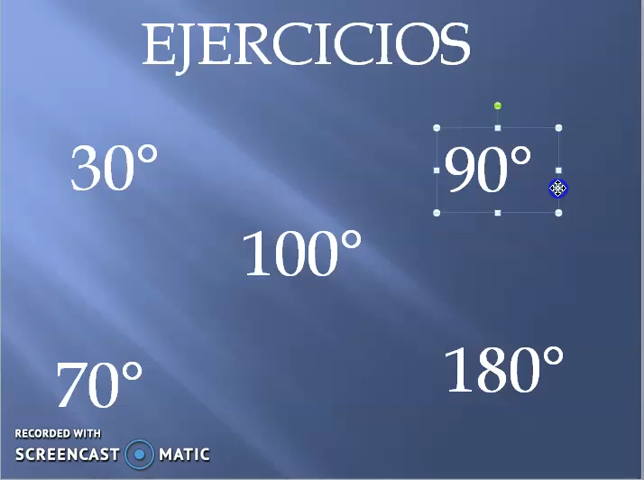 EJERCICIOS
30°
90°
100°
70°
180°
RECORDED WITH
SCREENCAST MATIC